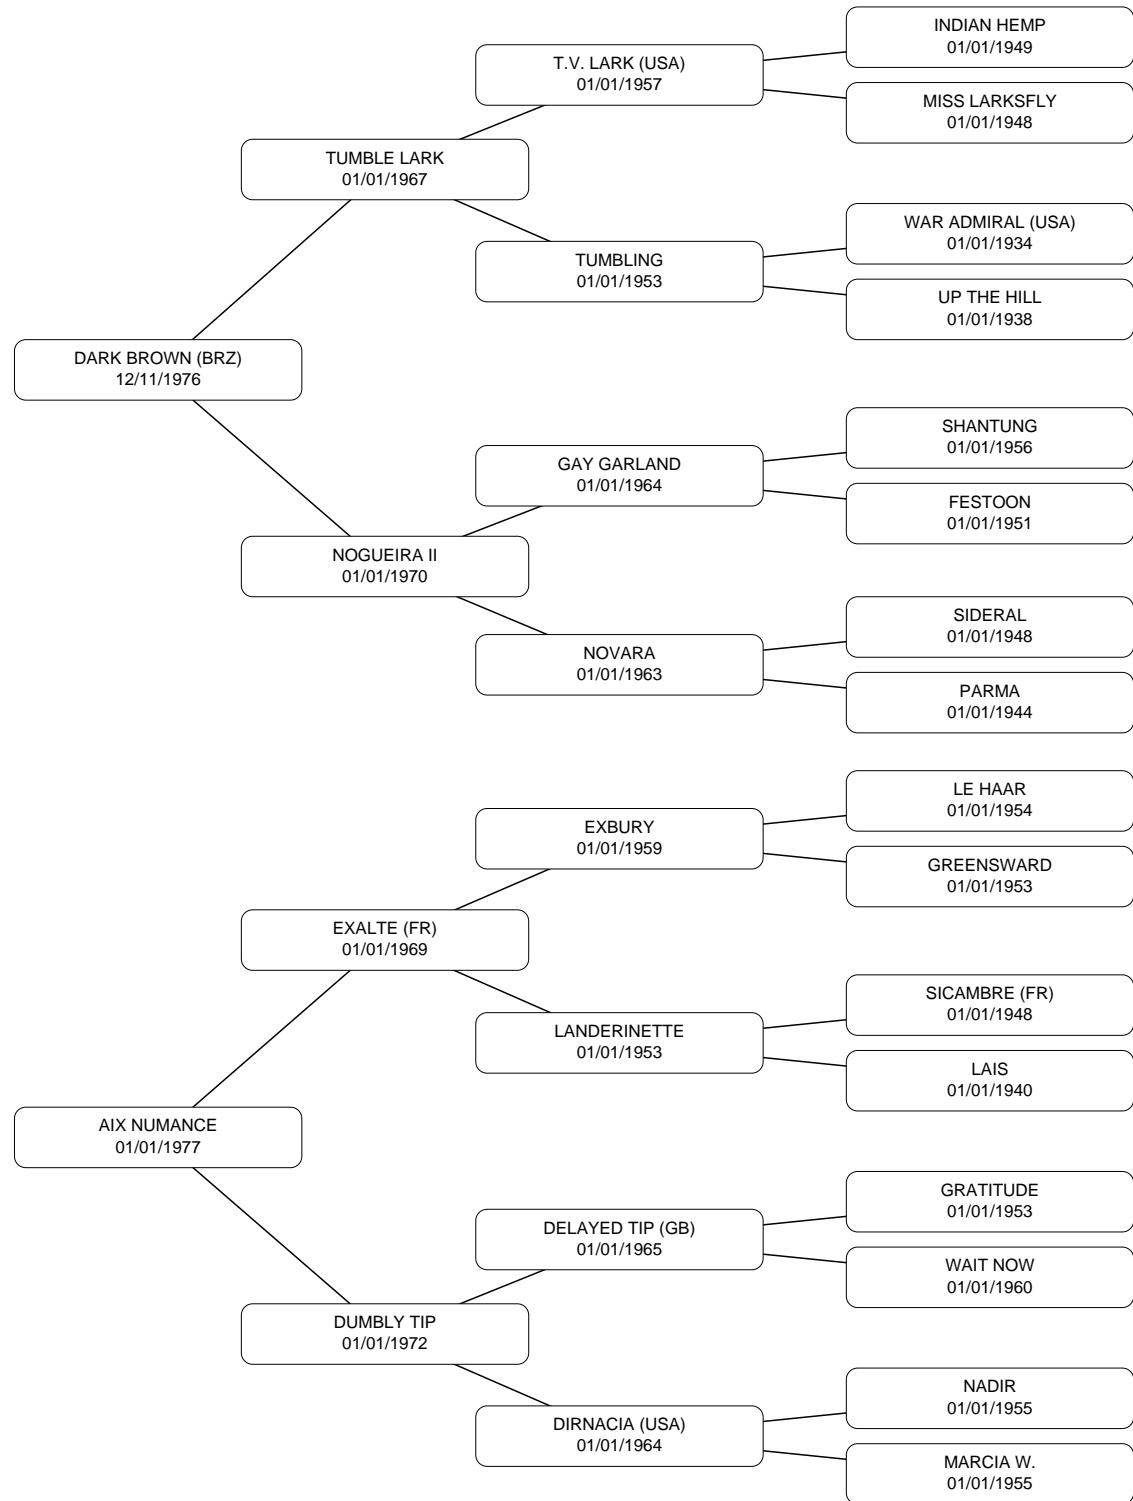 INDIAN HEMP
01/01/1949
T.V. LARK (USA)
01/01/1957
MISS LARKSFLY
01/01/1948
TUMBLE LARK
01/01/1967
WAR ADMIRAL (USA)
01/01/1934
TUMBLING
01/01/1953
UP THE HILL
01/01/1938
DARK BROWN (BRZ)
12/11/1976
SHANTUNG
01/01/1956
GAY GARLAND
01/01/1964
FESTOON
01/01/1951
NOGUEIRA II
01/01/1970
SIDERAL
01/01/1948
NOVARA
01/01/1963
PARMA
01/01/1944
LE HAAR
01/01/1954
EXBURY
01/01/1959
GREENSWARD
01/01/1953
EXALTE (FR)
01/01/1969
SICAMBRE (FR)
01/01/1948
LANDERINETTE
01/01/1953
LAIS
01/01/1940
AIX NUMANCE
01/01/1977
GRATITUDE
01/01/1953
DELAYED TIP (GB)
01/01/1965
WAIT NOW
01/01/1960
DUMBLY TIP
01/01/1972
NADIR
01/01/1955
DIRNACIA (USA)
01/01/1964
MARCIA W.
01/01/1955